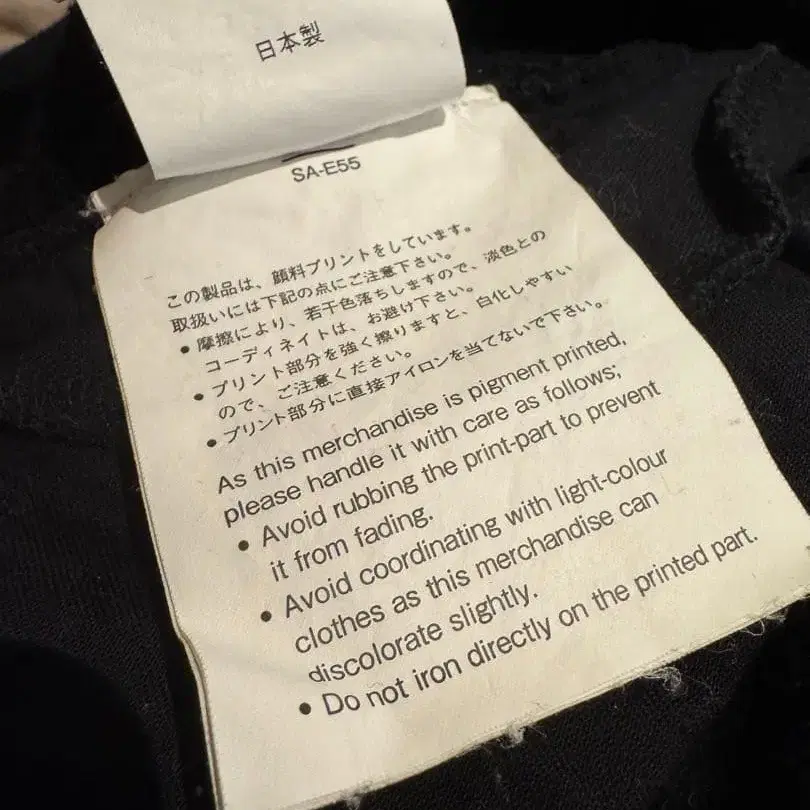 日本製
SA-E55
この製品は、顔料プリントをしています。
取扱いには下記の点にご注意下さい。
● 摩擦により、若干色落ちしますので、淡色との
コーディネイトは、お避け下さい。
● プリント部分を強く擦りますと、白化しやすい
ので、ご注意ください。
● プリント部分に直接アイロンを当てないで下さい。
As this merchandise is pigment printed,
please handle it with care as follows;
● Avoid rubbing the print-part to prevent
it from fading.
● Avoid coordinating with light-colour
clothes as this merchandise can
discolorate slightly.
● Do not iron directly on the printed part.